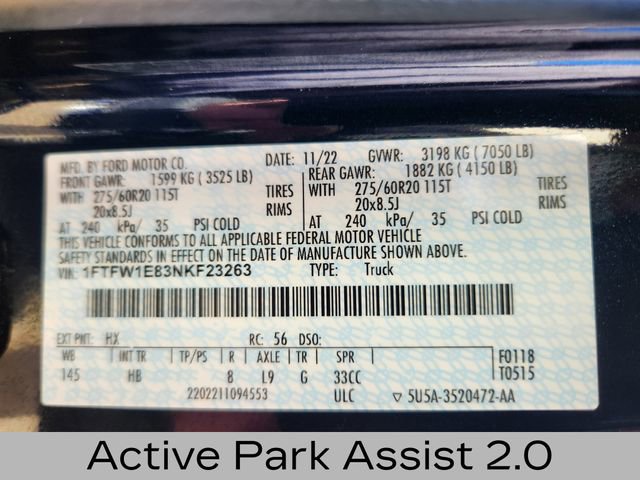 MFD. BY FORD MOTOR CO. DATE: 11/22 GVWR: 3198 KG ( 7050 LB)
FRONT GAWR: 1599 KG ( 3525 LB) REAR GAWR: 1882 KG ( 4150 LB)
WITH 275/60R20 115T TIRES WITH 275/60R20 115T TIRES
20x8.5J RIMS 20x8.5J RIMS
AT 240 kPa/ 35 PSI COLD AT 240 kPa/ 35 PSI COLD
THIS VEHICLE CONFORMS TO ALL APPLICABLE FEDERAL MOTOR VEHICLE
SAFETY STANDARDS IN EFFECT ON THE DATE OF MANUFACTURE SHOWN ABOVE.
VIN: 1FTFW1E83NKF23263 TYPE: Truck
EXT PNT: HX RC: 56 DSO:
WB INT TR TP/PS R AXLE TR SPR F0118
145 HB 8 L9 G 33CC T0515
2202211094553 ULC ▽ 5U5A-3520472-AA
Active Park Assist 2.0